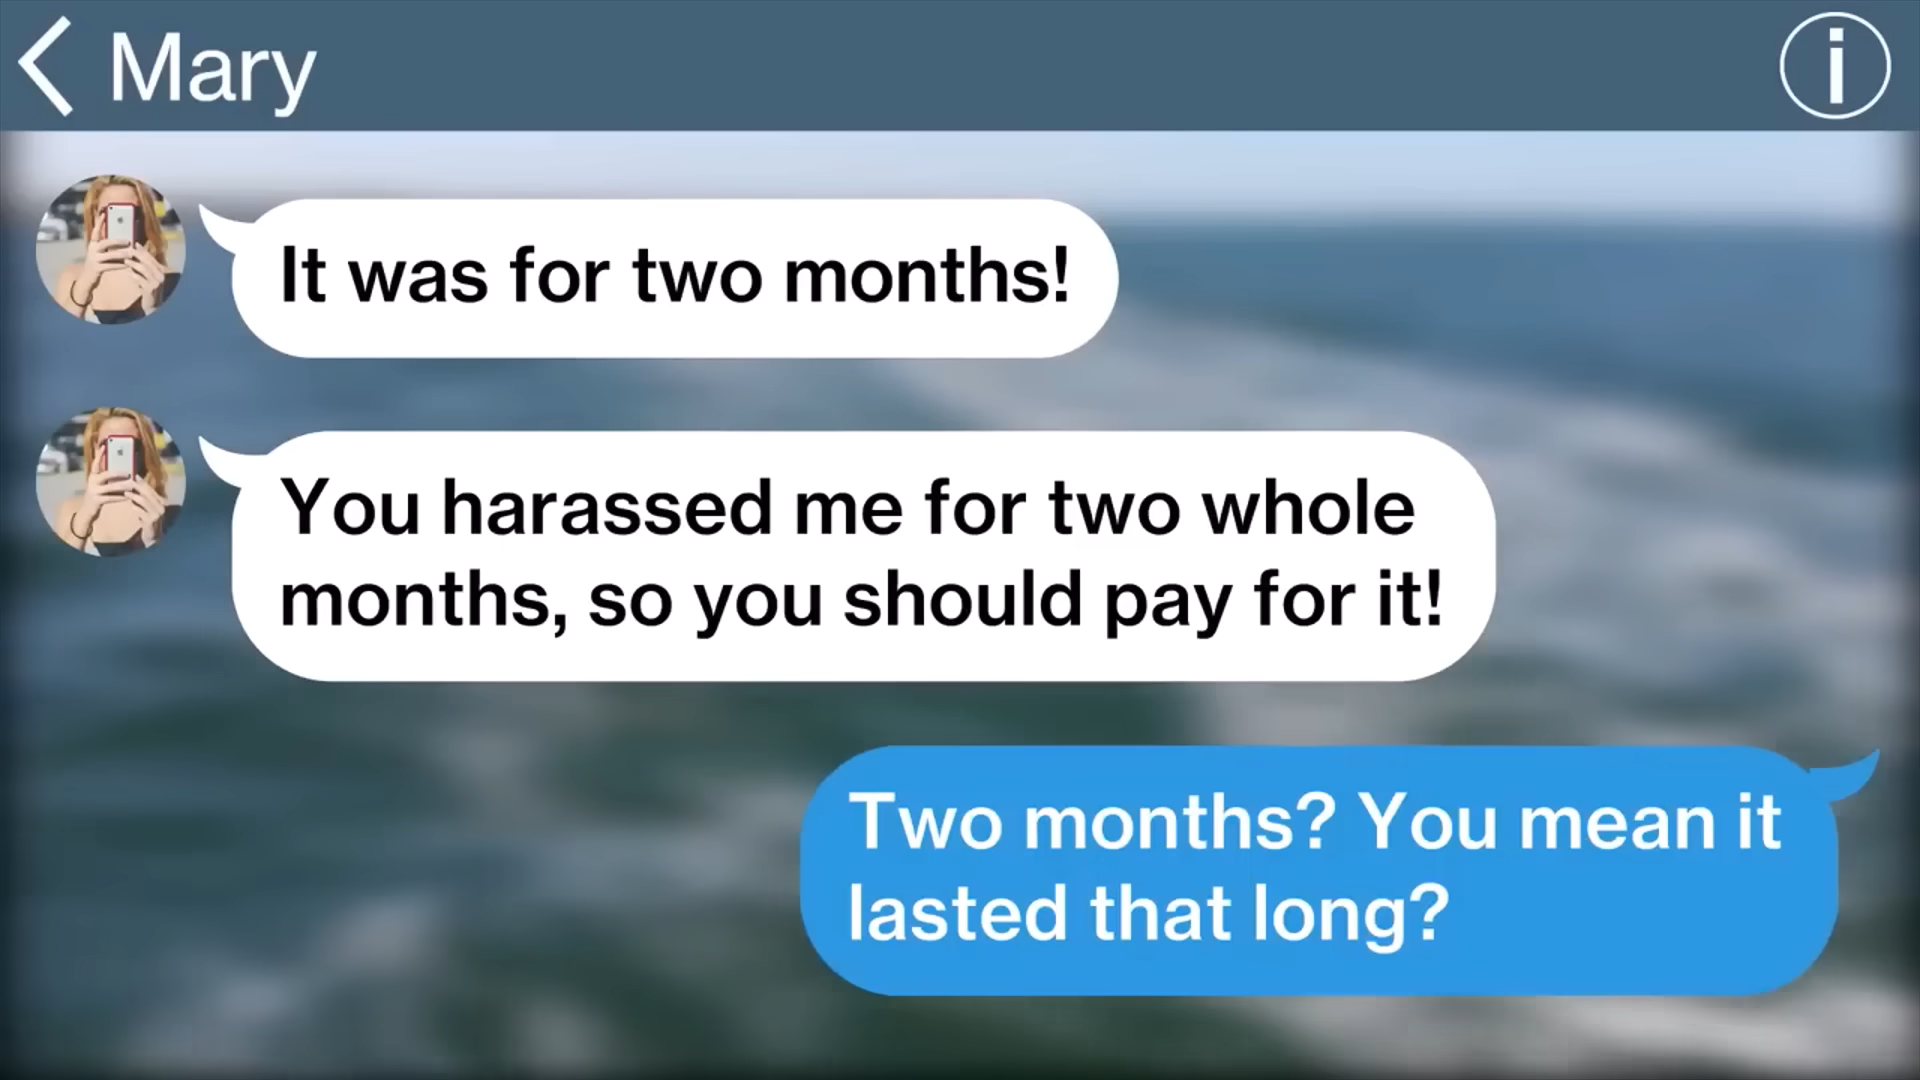 Mary
i
It was for two months!
You harassed me for two whole
months, so you should pay for it!
Two months? You mean it
lasted that long?